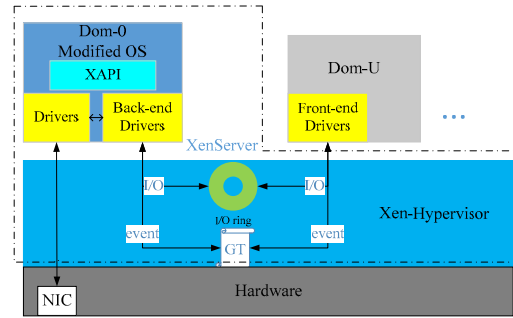 Dom-0
Modified OS
XAPI
Drivers
Back-end
Drivers
Dom-U
Front-end
Drivers
XenServer
I/O
I/O
I/O ring
Xen-Hypervisor
event
GT
event
Hardware
NIC